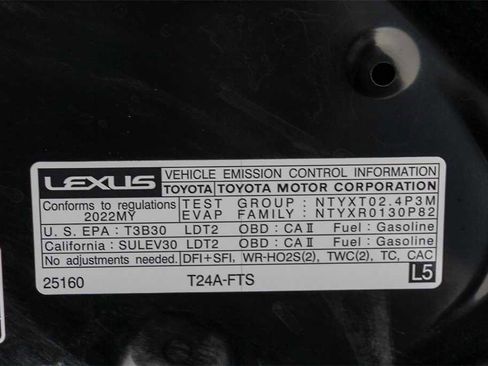 LEXUS VEHICLE EMISSION CONTROL INFORMATION
TOYOTA TOYOTA MOTOR CORPORATION
Conforms to regulations TEST GROUP: NTYXT02.4P3M
2022MY EVAP FAMILY: NTYXR0130P82
U. S. EPA : T3B30 LDT2 OBD : CA II Fuel : Gasoline
California: SULEV30 LDT2 OBD : CA II Fuel : Gasoline
No adjustments needed. DFI+SFI, WR-HO2S(2), TWC(2), TC, CAC
25160 T24A-FTS L5